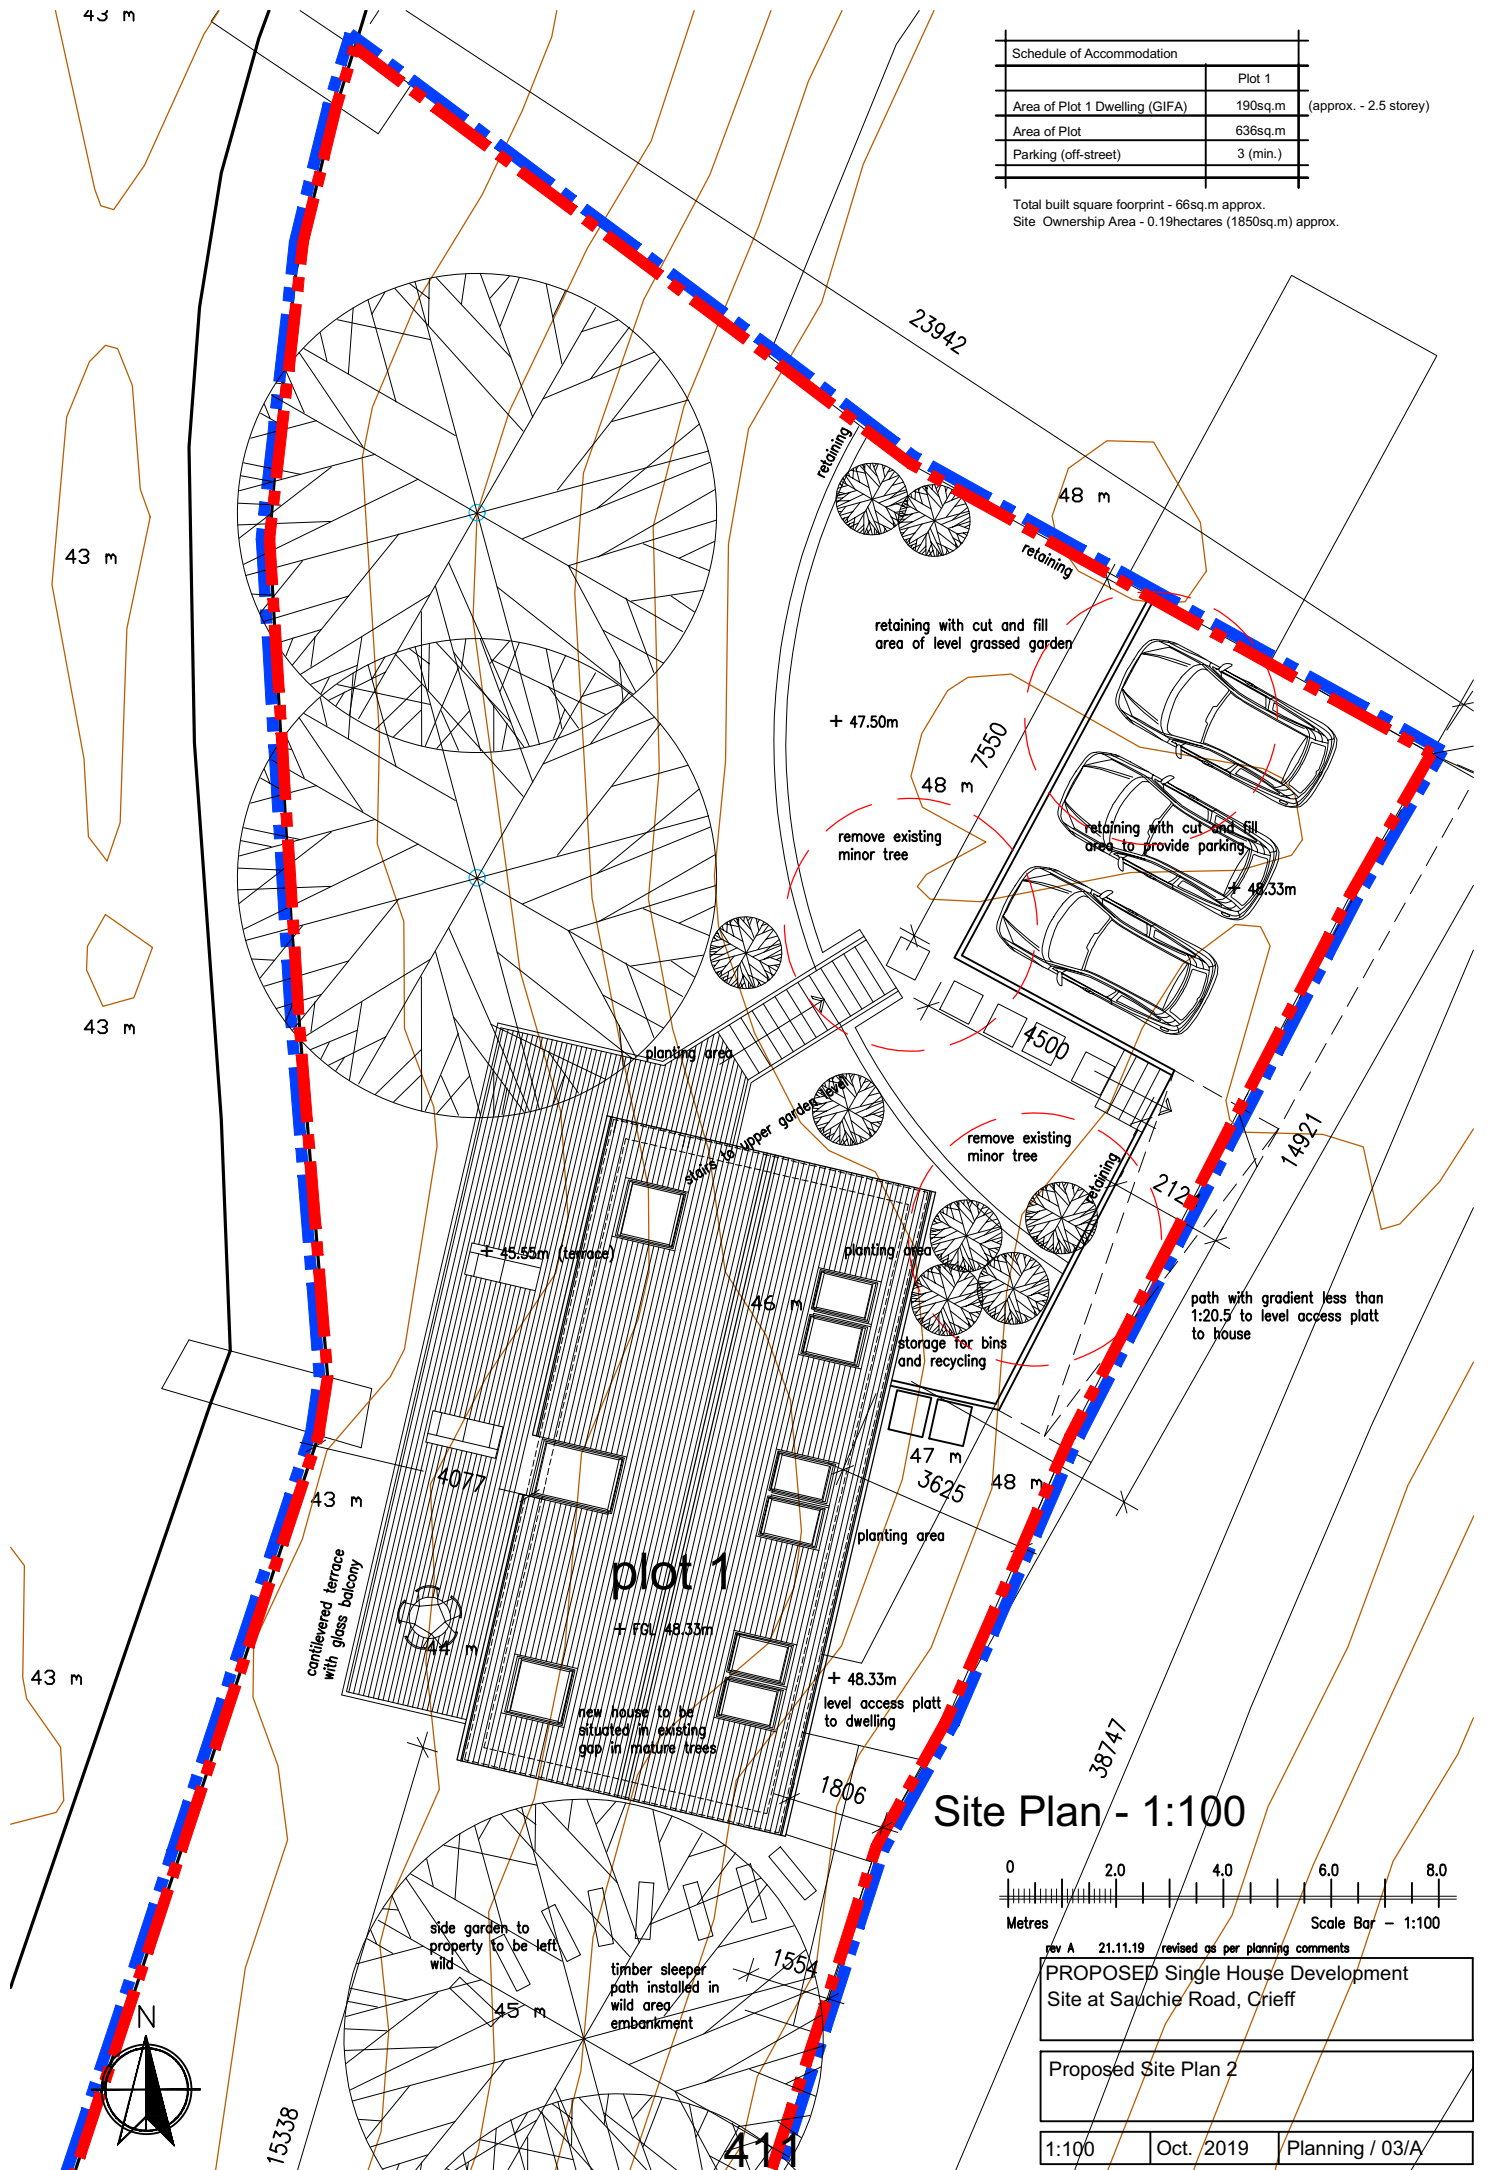 43 m
Schedule of Accommodation
Plot 1
Area of Plot 1 Dwelling (GIFA) 190sq.m (approx. - 2.5 storey)
Area of Plot 636sq.m
Parking (off-street) 3 (min.)
Total built square foorprint - 66sq.m approx.
Site Ownership Area - 0.19hectares (1850sq.m) approx.
23942
retaining
48 m
retaining
43 m
retaining with cut and fill
area of level grassed garden
+ 47.50m
7550
48 m
remove existing
minor tree
retaining with cut and fill
area to provide parking
+ 48.33m
43 m
planting area
4500
stairs to upper garden level
remove existing
minor tree
retaining
14921
+ 45.55m (terrace)
planting area
46 m
path with gradient less than
1:20.5 to level access platt
to house
storage for bins
and recycling
47 m
4077
3625
48 m
43 m
planting area
cantilevered terrace
with glass balcony
plot 1
+ FGL 48.33m
44 m
43 m
+ 48.33m
level access platt
to dwelling
new house to be
situated in existing
gap in mature trees
38747
1806
Site Plan - 1:100
0 2.0 4.0 6.0 8.0
Metres Scale Bar - 1:100
side garden to
property to be left
wild
timber sleeper
path installed in
wild area
embankment
1554
45 m
rev A 21.11.19 revised as per planning comments
PROPOSED Single House Development
Site at Sauchie Road, Crieff
N
Proposed Site Plan 2
15338
411
1:100 Oct. 2019 Planning / 03/A